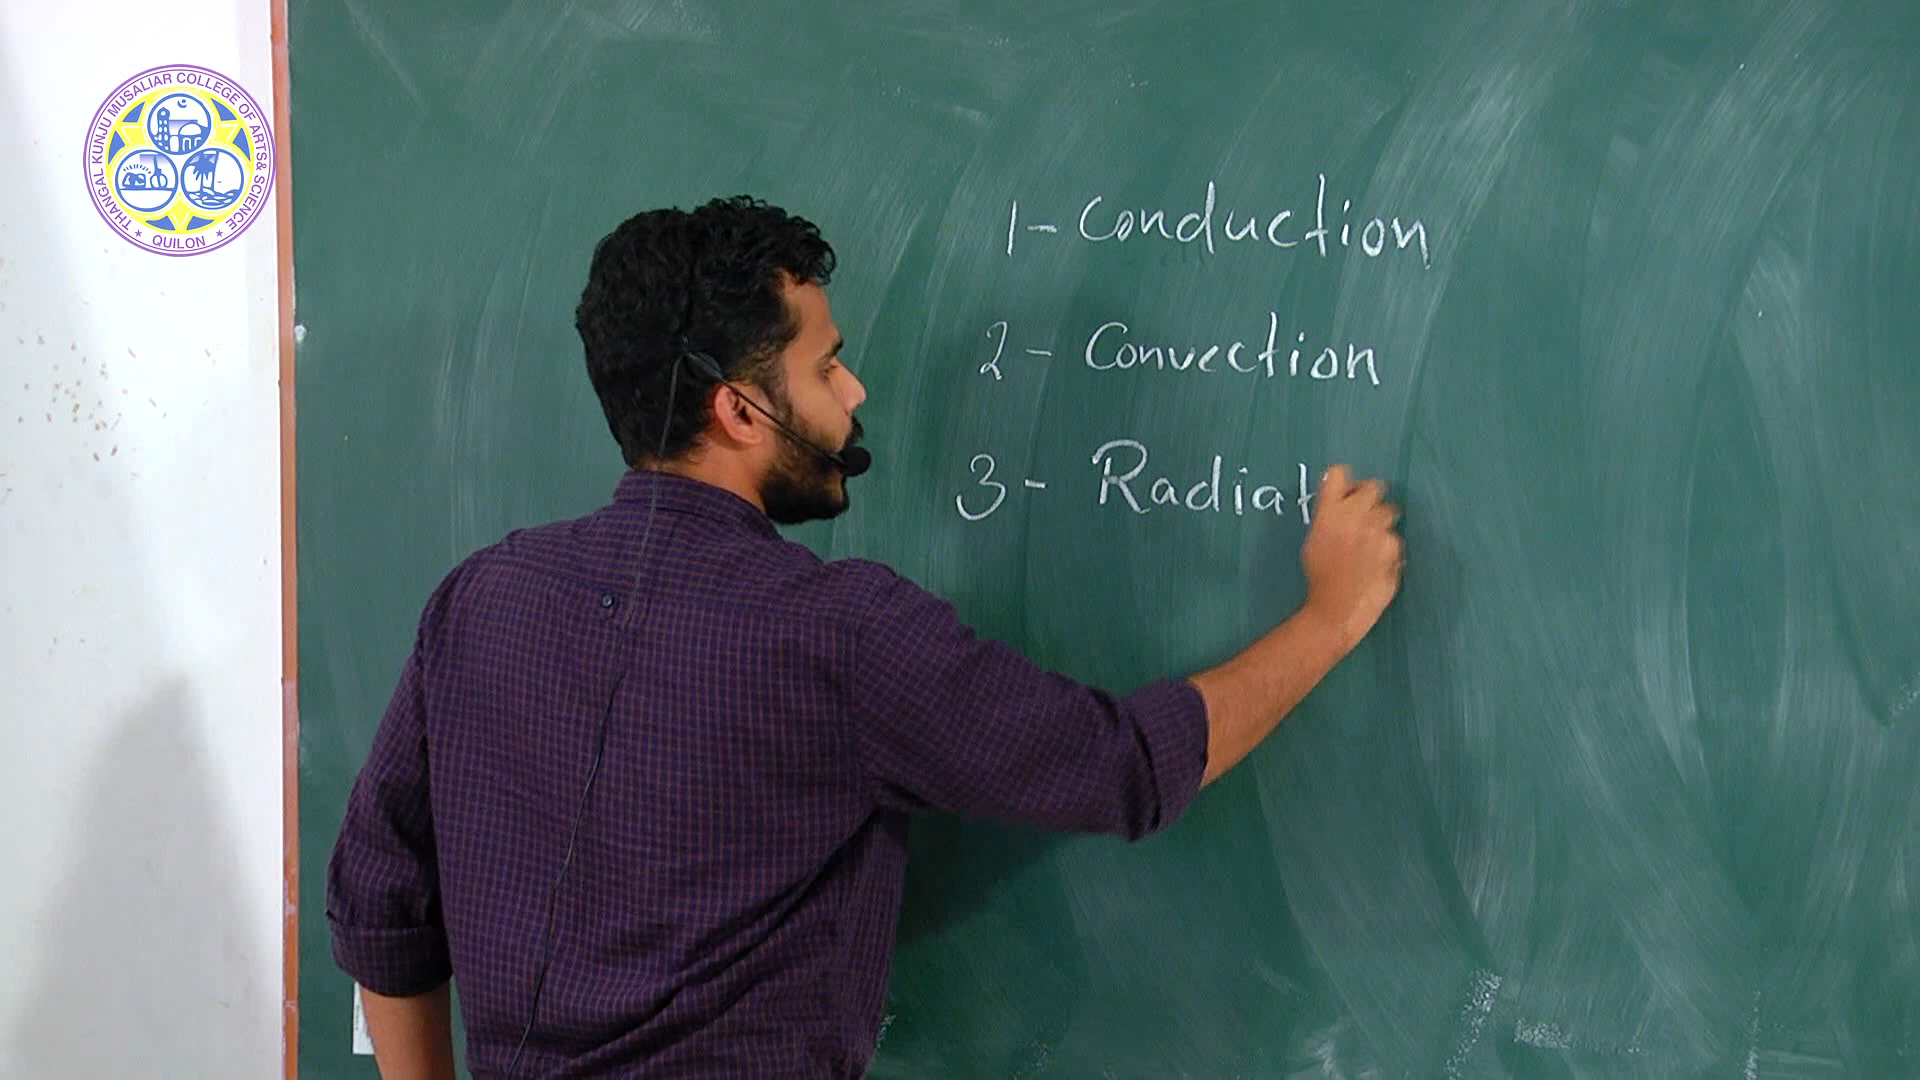 THANGAL KUNJU MUSALIAR COLLEGE OF ARTS & SCIENCE
QUILON
1 - Conduction
2 - Convection
3 - Radiat